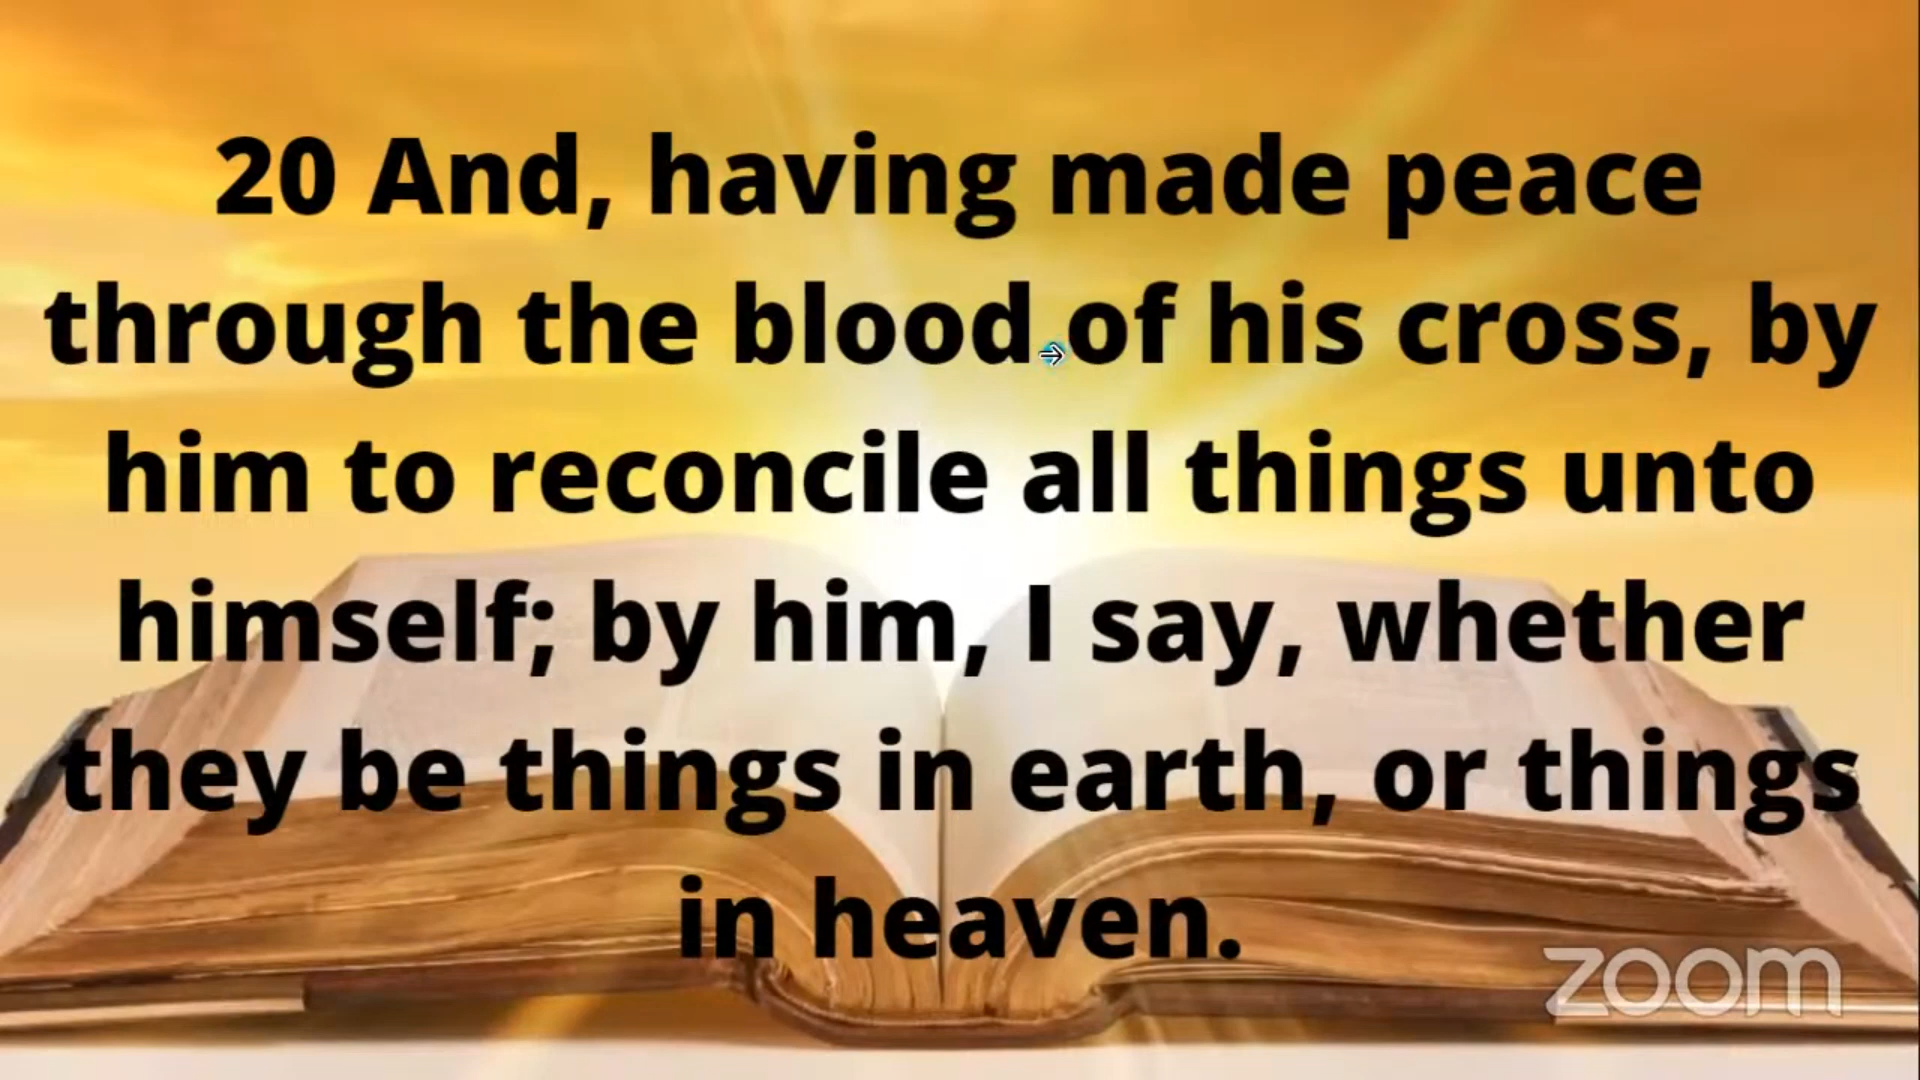 20 And, having made peace
through the blood of his cross, by
him to reconcile all things unto
himself; by him, I say, whether
they be things in earth, or things
in heaven.
zoom